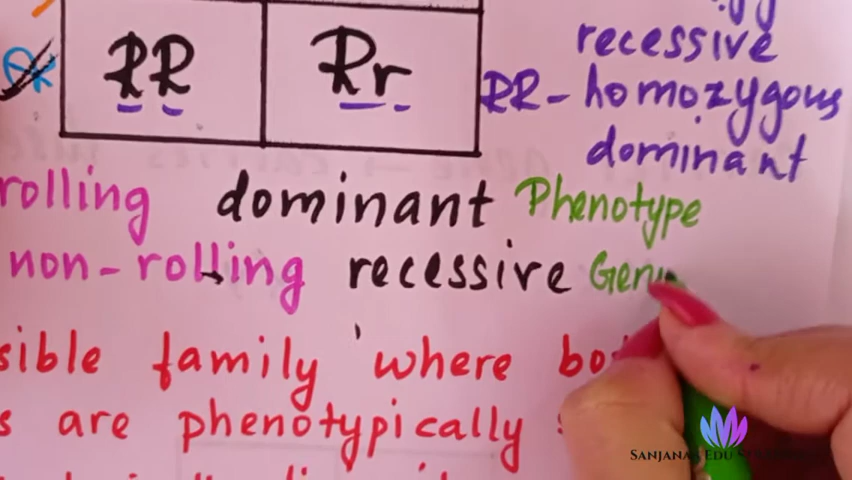 recessive
RR Rr RR - homozygous
dominant
rolling dominant Phenotype
non-rolling recessive Gen
sible family where bo
s are phenotypically
SANJANA'S EDU